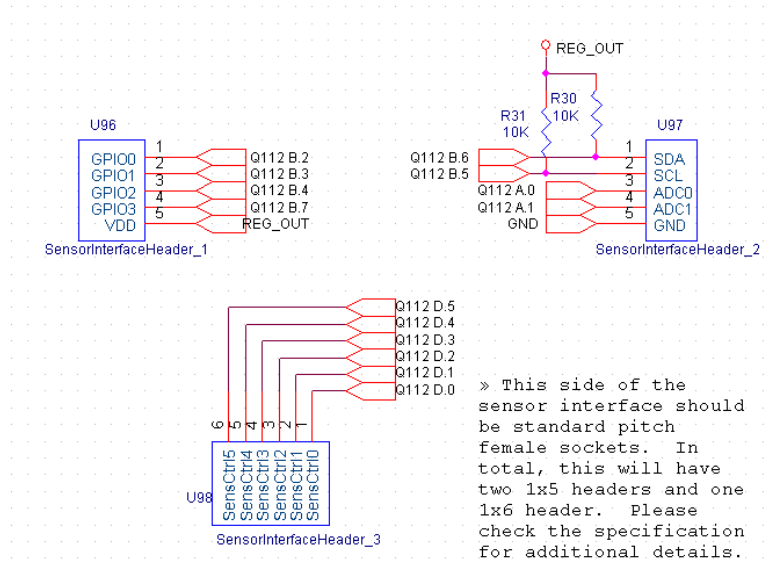 REG_OUT
R30
10K
R31
10K
U96
GPIO0 1 Q112 B.2
GPIO1 2 Q112 B.3
GPIO2 3 Q112 B.4
GPIO3 4 Q112 B.7
VDD 5 REG_OUT
SensorInterfaceHeader_1
U97
Q112 B.6 1 SDA
Q112 B.5 2 SCL
Q112 A.0 3 ADC0
Q112 A.1 4 ADC1
GND 5 GND
SensorInterfaceHeader_2
Q112 D.5
Q112 D.4
Q112 D.3
Q112 D.2
Q112 D.1
Q112 D.0
6 5 4 3 2 1
SensCtrl5
SensCtrl4
SensCtrl3
SensCtrl2
SensCtrl1
SensCtrl0
U98
SensorInterfaceHeader_3
» This side of the
sensor interface should
be standard pitch
female sockets. In
total, this will have
two 1x5 headers and one
1x6 header. Please
check the specification
for additional details.